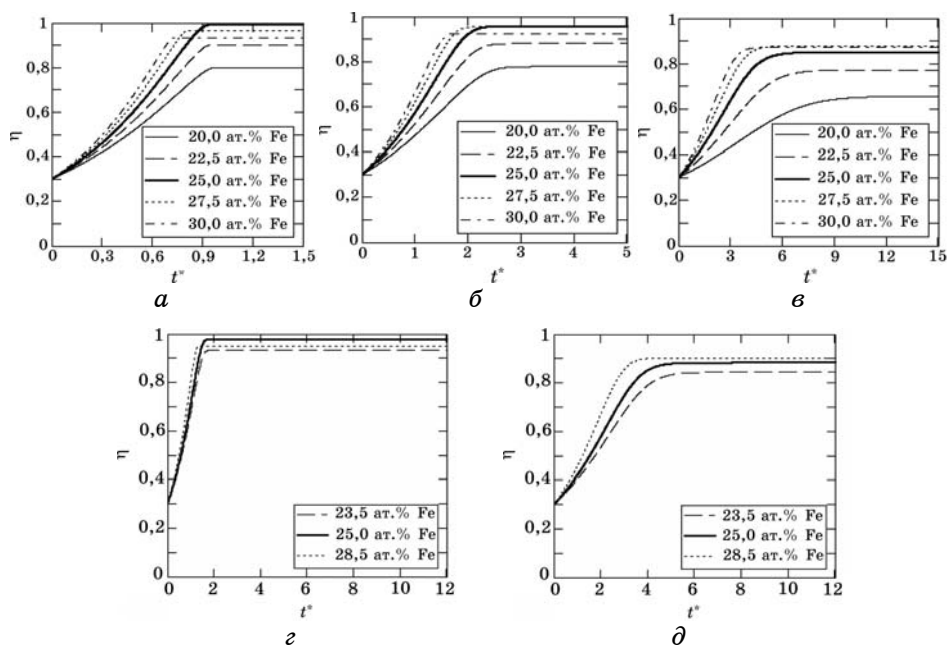 η
1
0,8
0,6
0,4
0,2
0
20,0 ат.% Fe
22,5 ат.% Fe
25,0 ат.% Fe
27,5 ат.% Fe
30,0 ат.% Fe
0 0,3 0,6 0,9 1,2 1,5
t*
а
η
1
0,8
0,6
0,4
0,2
0
20,0 ат.% Fe
22,5 ат.% Fe
25,0 ат.% Fe
27,5 ат.% Fe
30,0 ат.% Fe
0 1 2 3 4 5
t*
б
η
1
0,8
0,6
0,4
0,2
0
20,0 ат.% Fe
22,5 ат.% Fe
25,0 ат.% Fe
27,5 ат.% Fe
30,0 ат.% Fe
0 3 6 9 12 15
t*
в
η
1
0,8
0,6
0,4
0,2
0
23,5 ат.% Fe
25,0 ат.% Fe
28,5 ат.% Fe
0 2 4 6 8 10 12
t*
г
η
1
0,8
0,6
0,4
0,2
0
23,5 ат.% Fe
25,0 ат.% Fe
28,5 ат.% Fe
0 2 4 6 8 10 12
t*
д